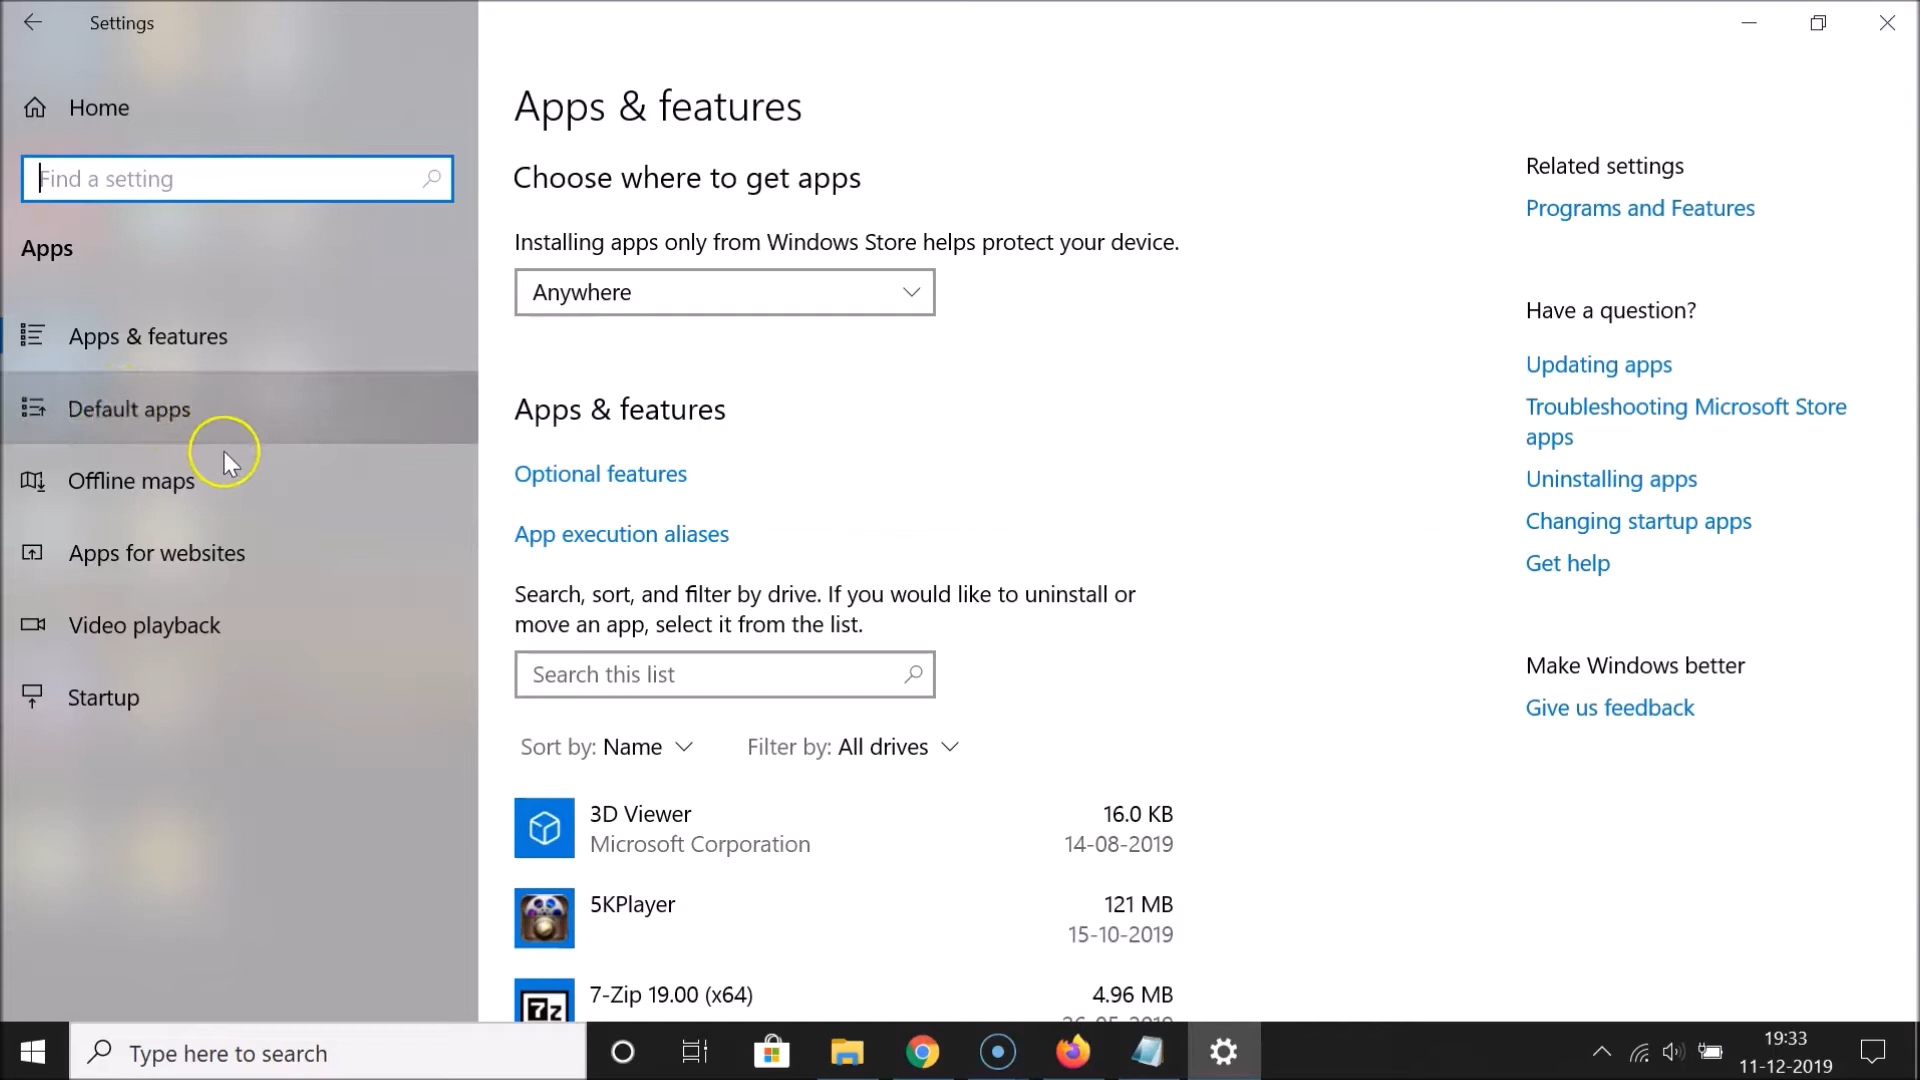 Settings
Home
Find a setting
Apps
Apps & features
Default apps
Offline maps
Apps for websites
Video playback
Startup
Apps & features
Choose where to get apps
Installing apps only from Windows Store helps protect your device.
Anywhere
Apps & features
Optional features
App execution aliases
Search, sort, and filter by drive. If you would like to uninstall or
move an app, select it from the list.
Search this list
Sort by: Name
Filter by: All drives
3D Viewer
16.0 KB
Microsoft Corporation
14-08-2019
5KPlayer
121 MB
15-10-2019
7-Zip 19.00 (x64)
4.96 MB
7z
Related settings
Programs and Features
Have a question?
Updating apps
Troubleshooting Microsoft Store
apps
Uninstalling apps
Changing startup apps
Get help
Make Windows better
Give us feedback
Type here to search
19:33
11-12-2019